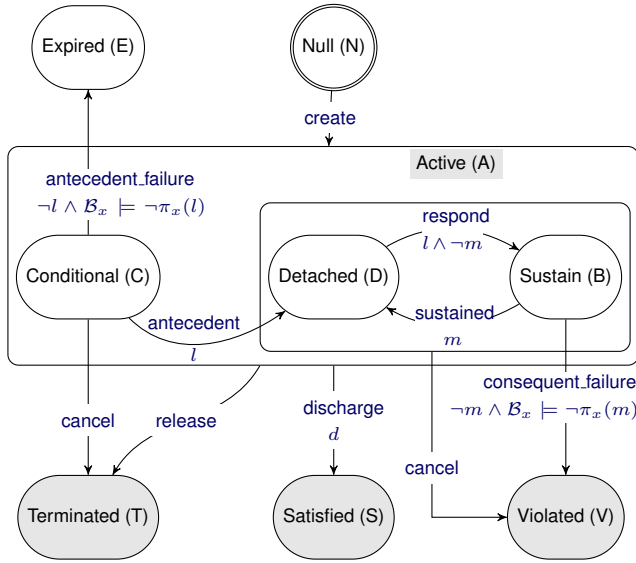 Expired (E)
Null (N)
create
Active (A)
antecedent_failure
¬l ∧ ℬₓ ⊨ ¬πₓ(l)
respond
l ∧ ¬m
Conditional (C)
Detached (D)
Sustain (B)
antecedent
l
sustained
m
consequent_failure
¬m ∧ ℬₓ ⊨ ¬πₓ(m)
cancel
release
discharge
d
cancel
Terminated (T)
Satisfied (S)
Violated (V)